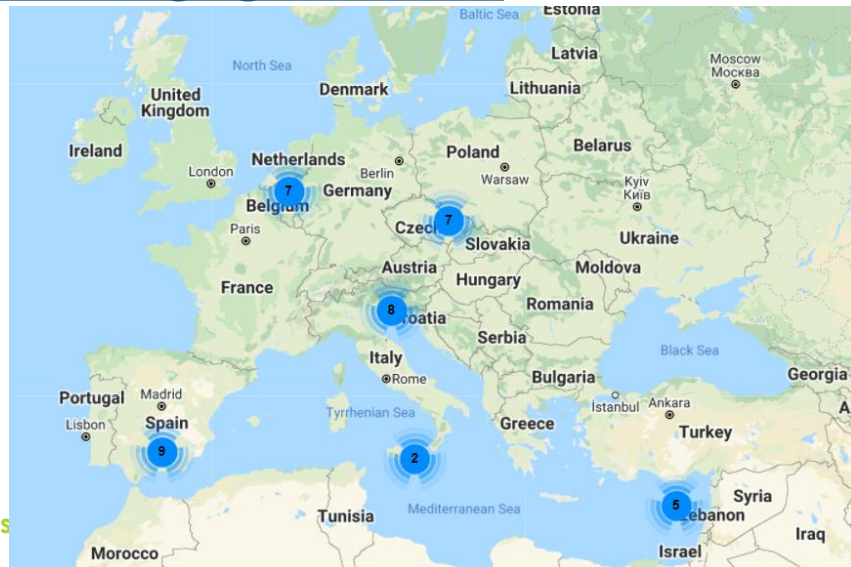 Baltic Sea
Estonia
Latvia
Moscow
Москва
North Sea
Denmark
Lithuania
United
Kingdom
Ireland
Netherlands
Poland
Belarus
London
Berlin
Warsaw
Kyiv
Київ
7
Germany
Belgium
7
Paris
Czech
Ukraine
Slovakia
Austria
Moldova
France
Hungary
8
Romania
Croatia
Serbia
Black Sea
Italy
Rome
Bulgaria
Georgia
Portugal
Madrid
İstanbul
Ankara
A
Tyrrhenian Sea
Lisbon
Spain
Greece
Turkey
9
2
Syria
5
Lebanon
Mediterranean Sea
Tunisia
s
Iraq
Morocco
Israel